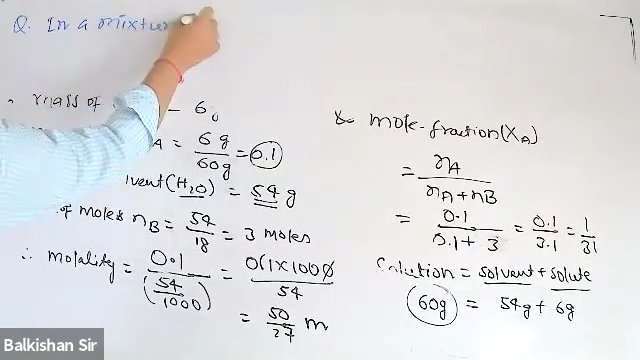 Q. In a mixture
mass of
– 6g
A = 6g/60g = 0.1
solvent (H₂O) = 54 g
of moles nB = 54/18 = 3 moles
∴ molality = 0.1/(54/1000) = 0.1×1000/54
= 50/27 m
mole-fraction (XA)
= nA/(nA+nB)
= 0.1/(0.1+3) = 0.1/3.1 = 1/31
Solution = solvent + solute
60g = 54g + 6g
Balkishan Sir